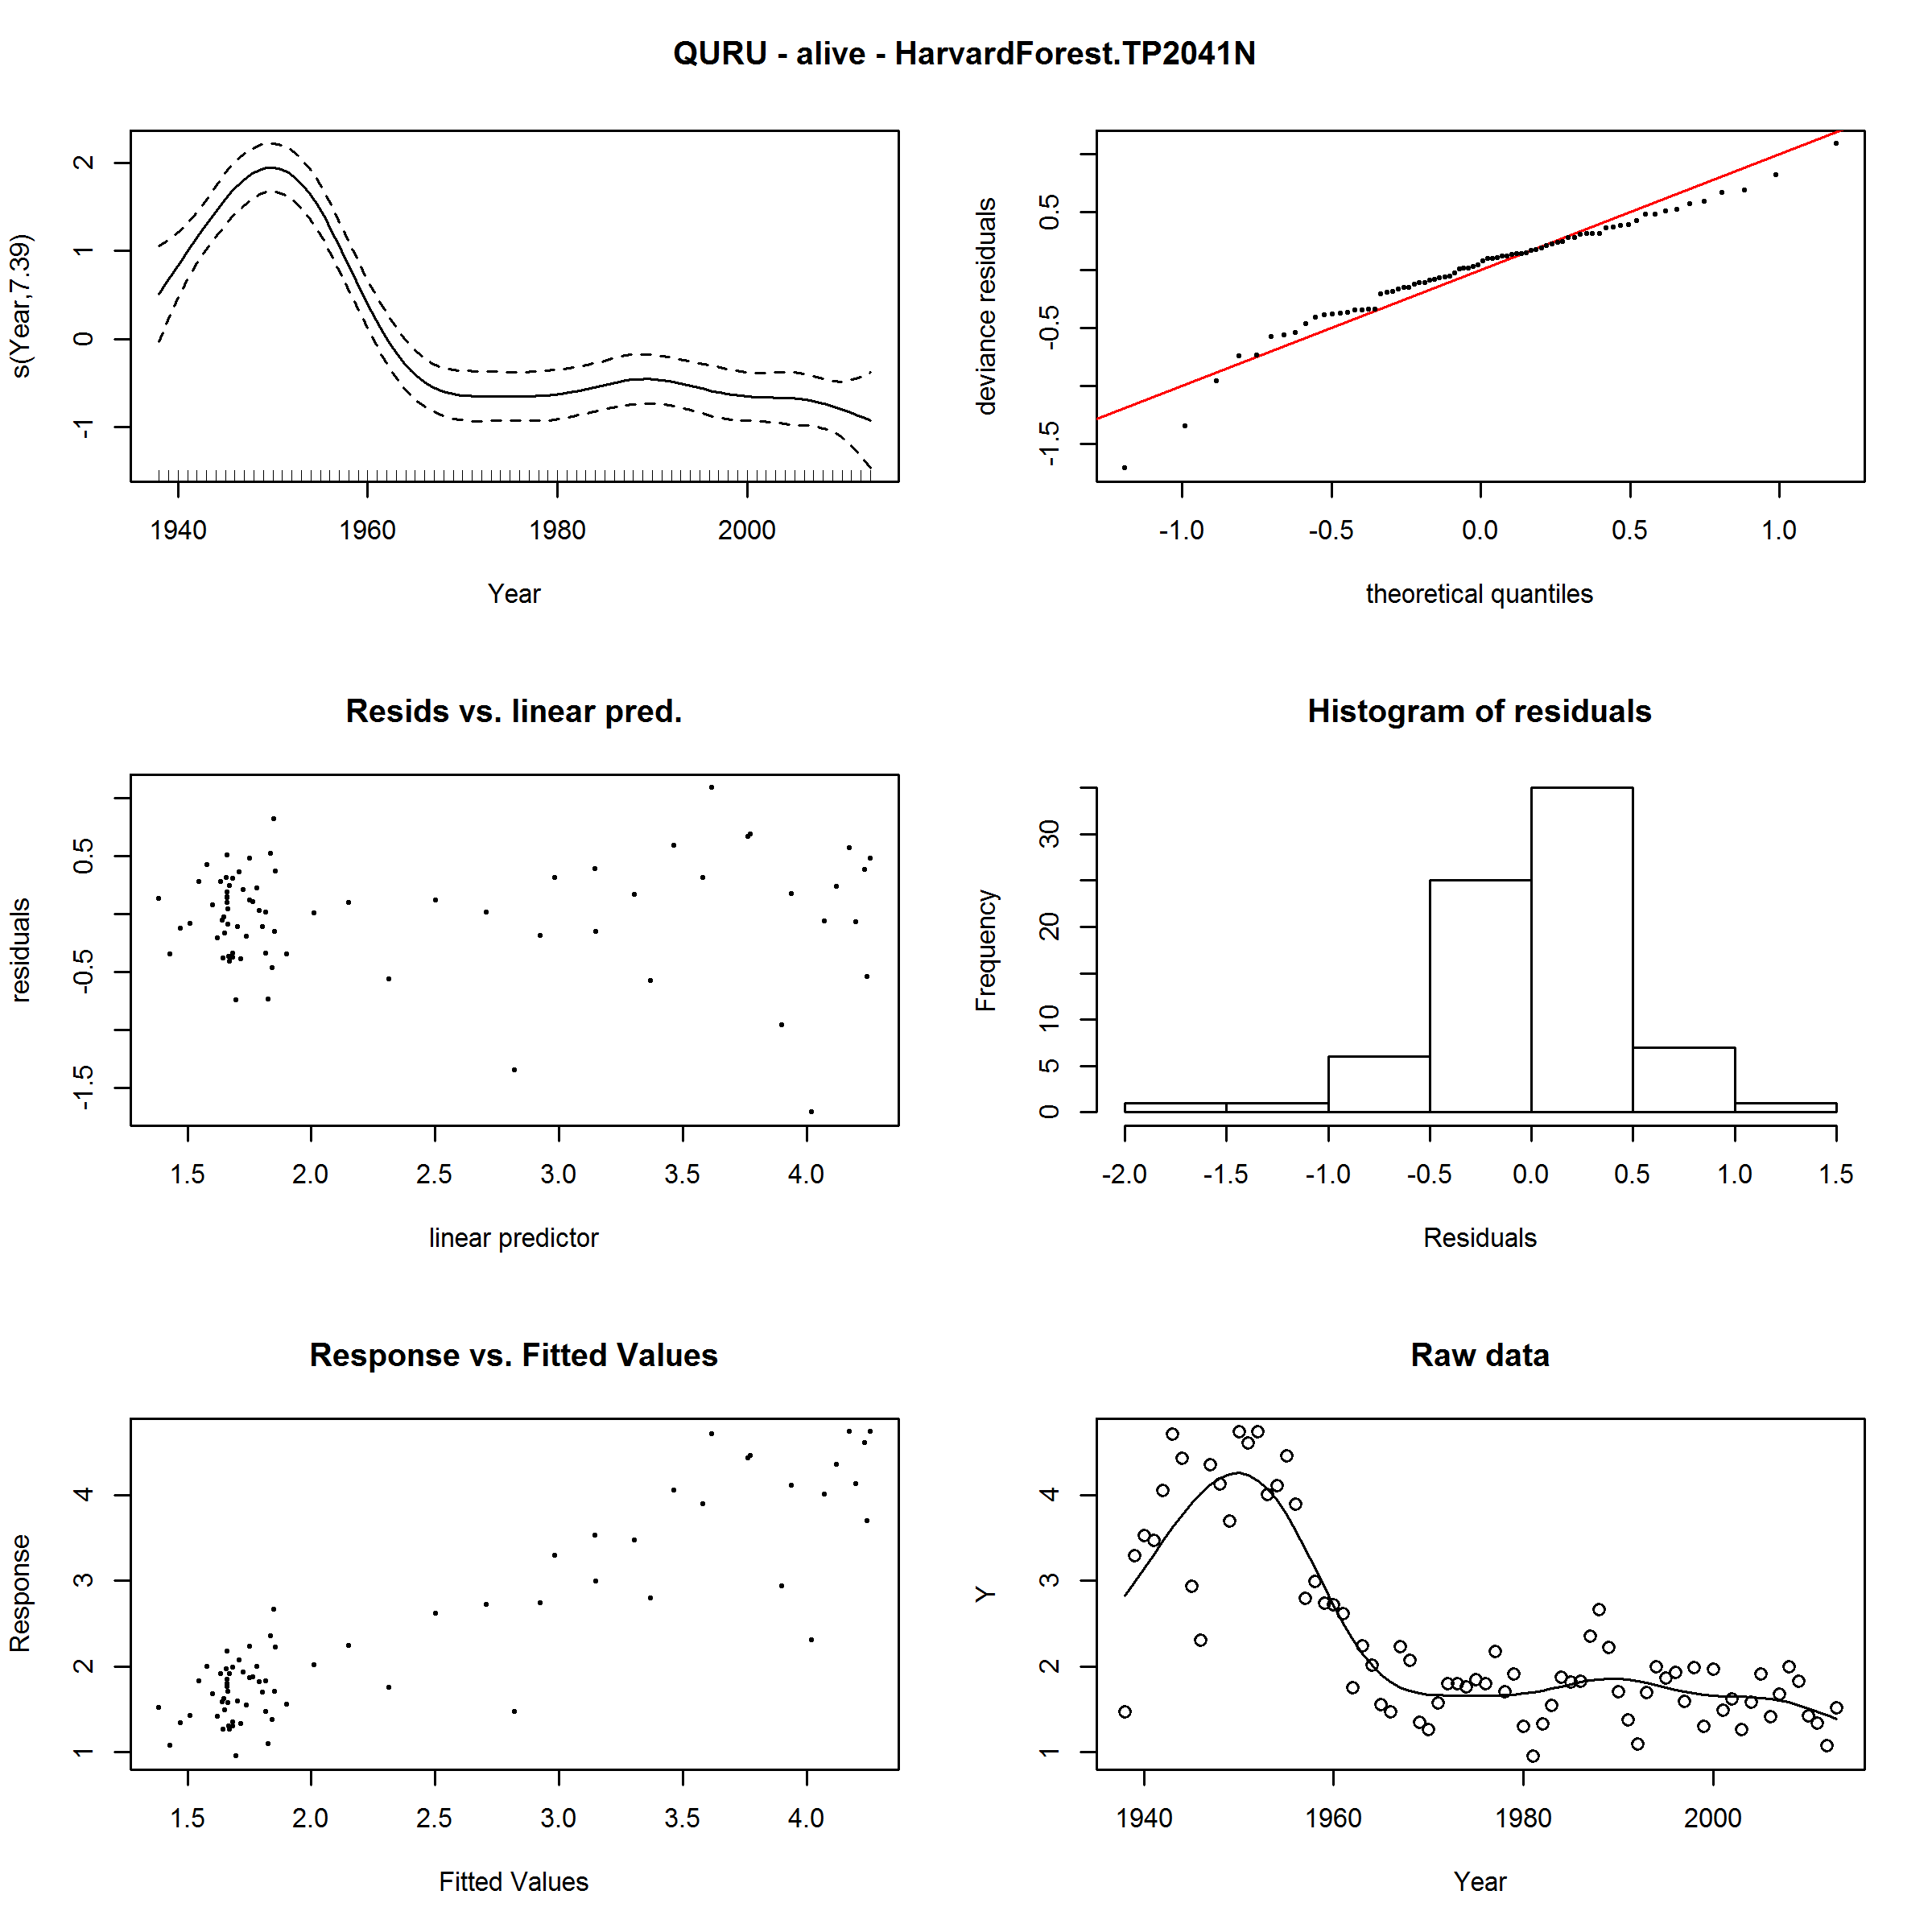 QURU - alive - HarvardForest.TP2041N
s(Year,7.39)
2
1
0
-1
1940 1960 1980 2000
Year
deviance residuals
0.5
-0.5
-1.5
-1.0 -0.5 0.0 0.5 1.0
theoretical quantiles
Resids vs. linear pred.
residuals
0.5
-0.5
-1.5
1.5 2.0 2.5 3.0 3.5 4.0
linear predictor
Histogram of residuals
Frequency
30
20
10
5
0
-2.0 -1.5 -1.0 -0.5 0.0 0.5 1.0 1.5
Residuals
Response vs. Fitted Values
Response
4
3
2
1
1.5 2.0 2.5 3.0 3.5 4.0
Fitted Values
Raw data
Y
4
3
2
1
1940 1960 1980 2000
Year